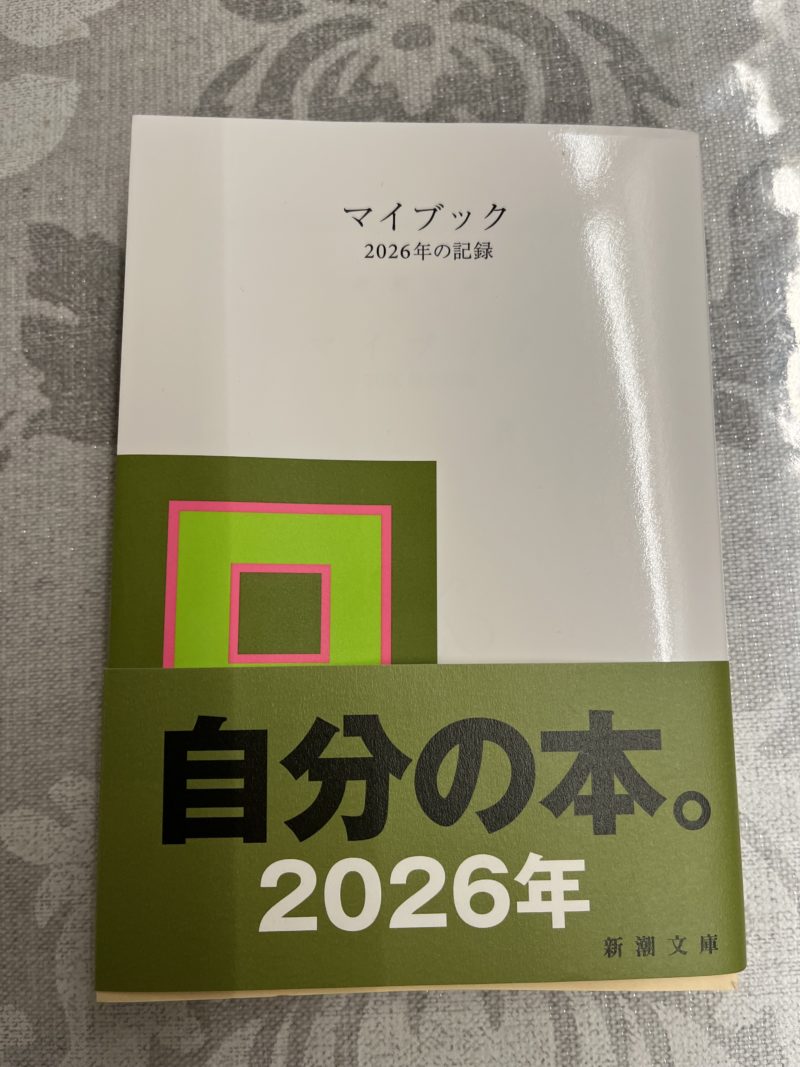 マイブック
2026年の記録
自分の本。
2026年
新潮文庫